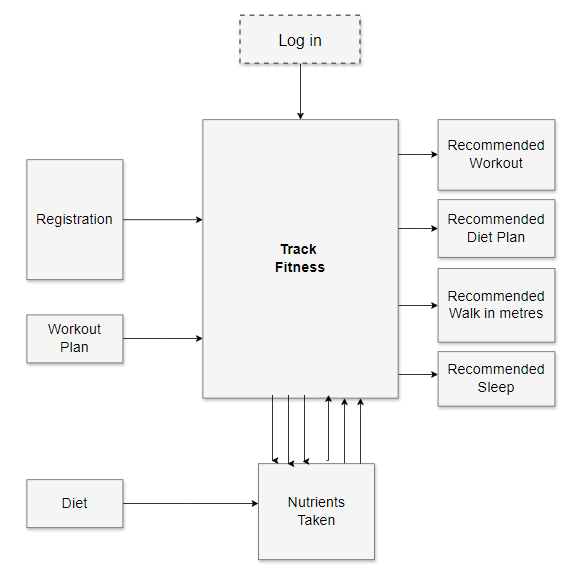 Log in
Registration
Workout
Plan
Diet
Track
Fitness
Nutrients
Taken
Recommended
Workout
Recommended
Diet Plan
Recommended
Walk in metres
Recommended
Sleep